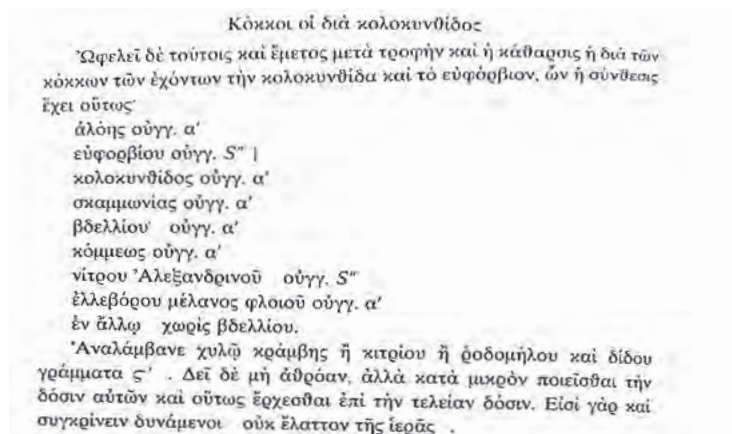 Κόκκοι οἱ διὰ κολοκυνθίδος
Ὠφελεῖ δὲ τούτοις καὶ ἔμετος μετὰ τροφὴν καὶ ἡ κάθαρσις ἡ διὰ τῶν
κόκκων τῶν ἐχόντων τὴν κολοκυνθίδα καὶ τὸ εὐφόρβιον, ὧν ἡ σύνθεσις
ἔχει οὕτως·
ἀλόης οὐγγ. α'
εὐφορβίου οὐγγ. S" |
κολοκυνθίδος οὐγγ. α'
σκαμμωνίας οὐγγ. α'
βδελλίου οὐγγ. α'
κόμμεως οὐγγ. α'
νίτρου Ἀλεξανδρινοῦ οὐγγ. S"
ἐλλεβόρου μέλανος φλοιοῦ οὐγγ. α'
ἐν ἄλλῳ χωρὶς βδελλίου.
Ἀναλάμβανε χυλῷ κράμβης ἢ κιτρίου ἢ ῥοδομήλου καὶ δίδου
γράμματα ς' . Δεῖ δὲ μὴ ἀθρόαν, ἀλλὰ κατὰ μικρὸν ποιεῖσθαι τὴν
δόσιν αὐτῶν καὶ οὕτως ἔρχεσθαι ἐπὶ τὴν τελείαν δόσιν. Εἰσὶ γὰρ καὶ
συγκρίνειν δυνάμενοι οὐκ ἔλαττον τῆς ἱερᾶς .